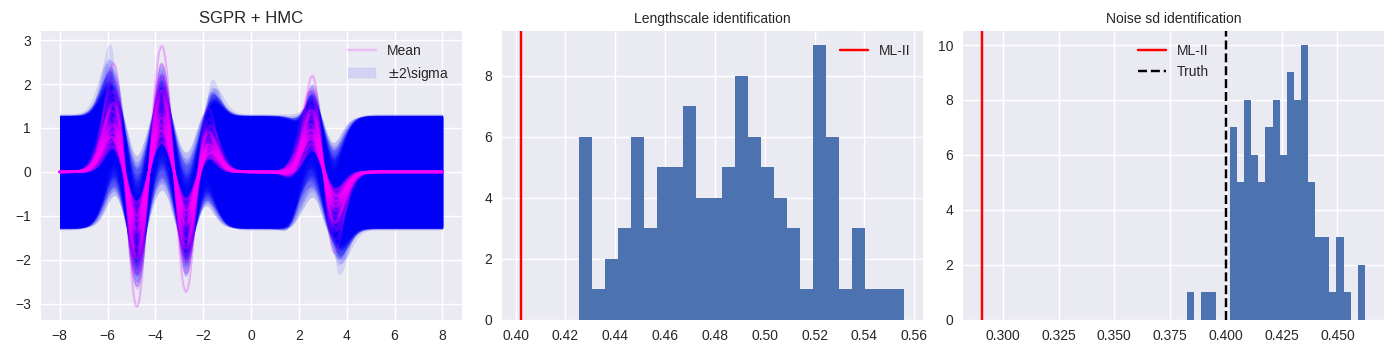 SGPR + HMC
Mean
±2\sigma
3
2
1
0
−1
−2
−3
−8 −6 −4 −2 0 2 4 6 8
Lengthscale identification
ML-II
8
6
4
2
0
0.40 0.42 0.44 0.46 0.48 0.50 0.52 0.54 0.56
Noise sd identification
ML-II
Truth
10
8
6
4
2
0
0.300 0.325 0.350 0.375 0.400 0.425 0.450